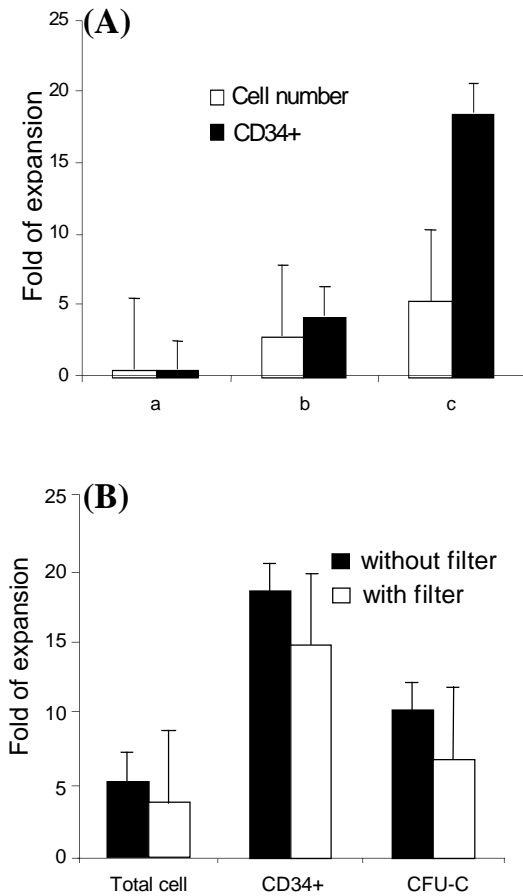 (A)
25
20
15
10
5
0
Fold of expansion
Cell number
CD34+
a b c
(B)
25
20
15
10
5
0
Fold of expansion
without filter
with filter
Total cell CD34+ CFU-C